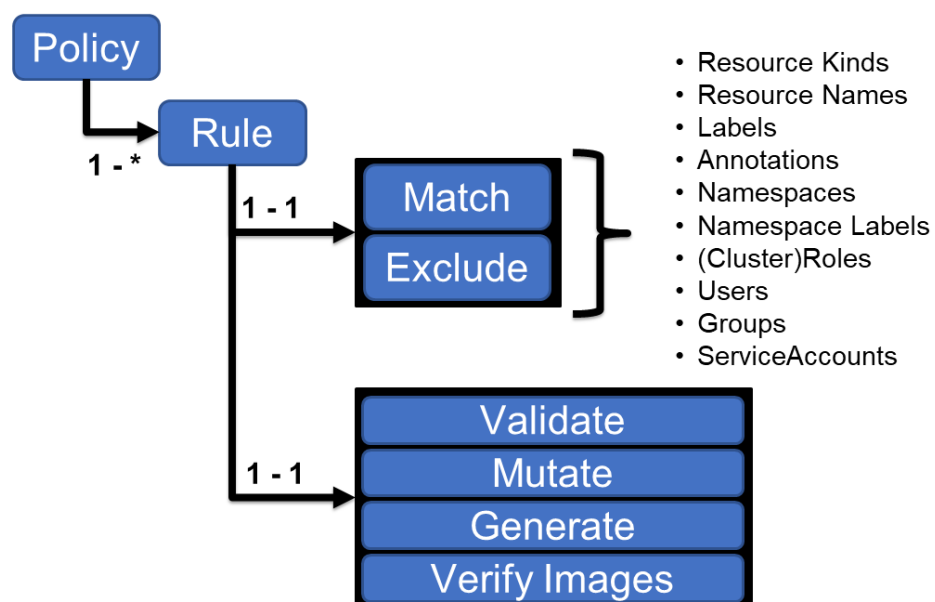 Policy
1 - *
Rule
1 - 1
Match
Exclude
• Resource Kinds
• Resource Names
• Labels
• Annotations
• Namespaces
• Namespace Labels
• (Cluster)Roles
• Users
• Groups
• ServiceAccounts
1 - 1
Validate
Mutate
Generate
Verify Images